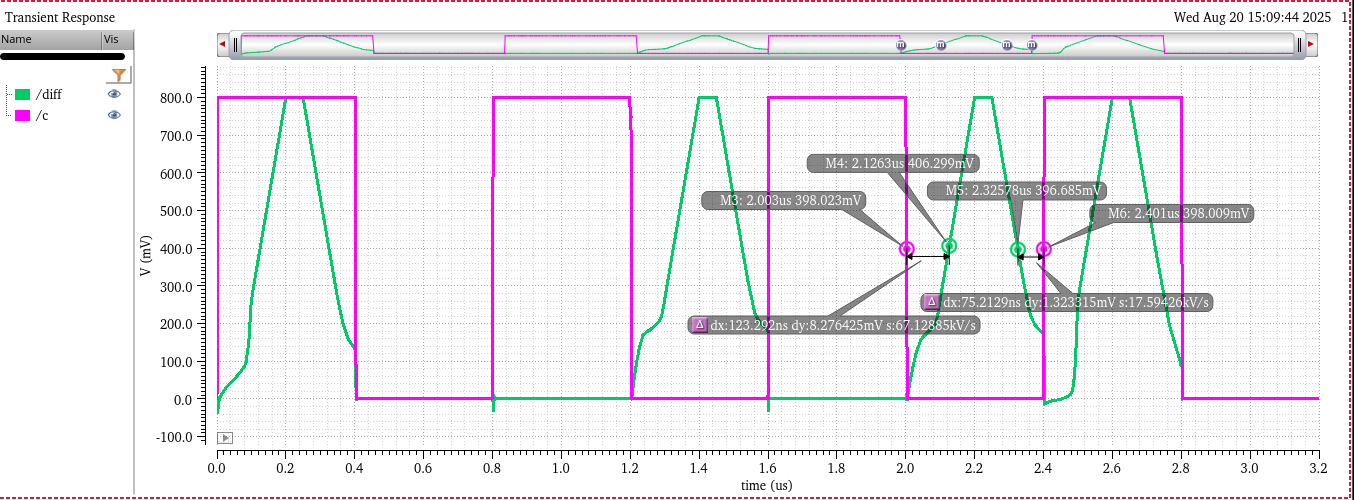 Transient Response
Wed Aug 20 15:09:44 2025 1
Name Vis
/diff
/c
V (mV)
800.0
700.0
600.0
500.0
400.0
300.0
200.0
100.0
0.0
-100.0
M4: 2.1263us 406.299mV
M5: 2.32578us 396.685mV
M3: 2.003us 398.023mV
M6: 2.401us 398.009mV
Δ dx:75.2129ns dy:1.323315mV s:17.59426kV/s
Δ dx:123.292ns dy:8.276425mV s:67.12885kV/s
0.0 0.2 0.4 0.6 0.8 1.0 1.2 1.4 1.6 1.8 2.0 2.2 2.4 2.6 2.8 3.0 3.2
time (us)